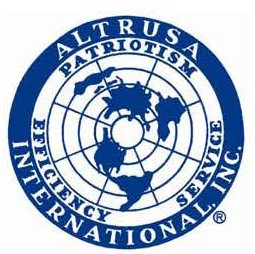 ALTRUSA
INTERNATIONAL, INC.
PATRIOTISM
EFFICIENCY
SERVICE
®